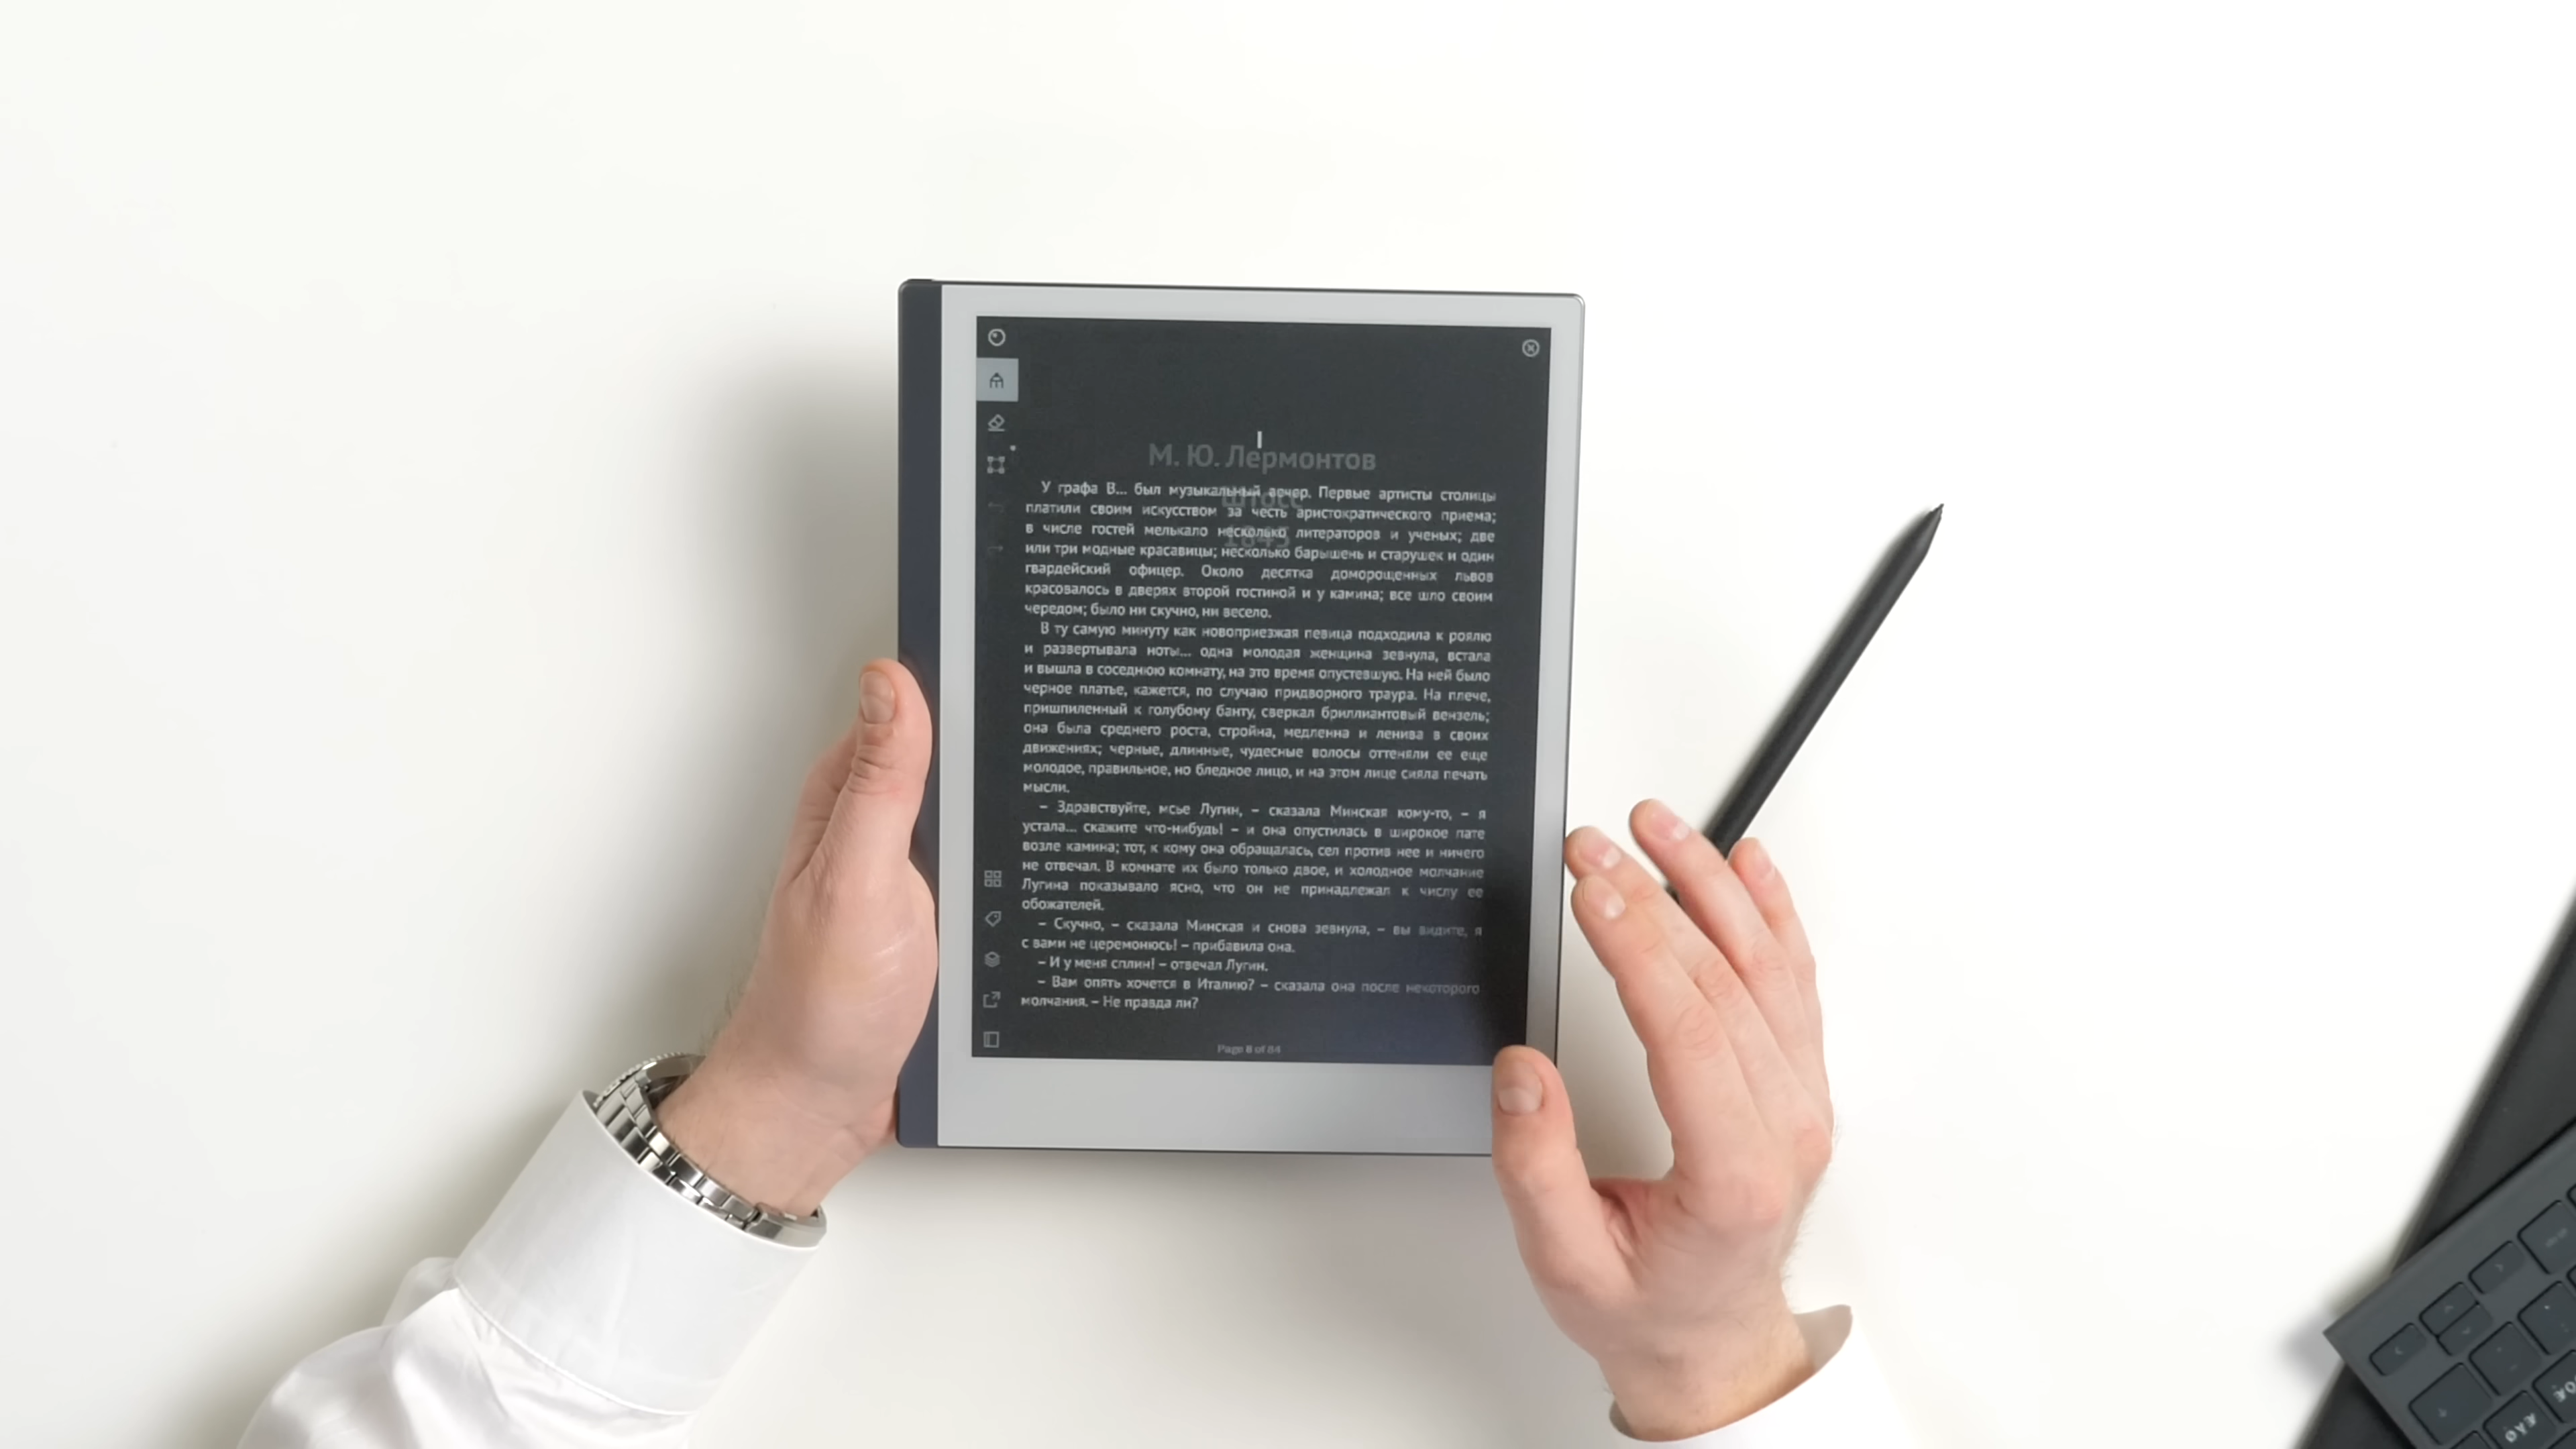 I
М. Ю. Лермонтов
Штосс
1845
У графа В... был музыкальный вечер. Первые артисты столицы
платили своим искусством за честь аристократического приема;
в числе гостей мелькало несколько литераторов и ученых; две
или три модные красавицы; несколько барышень и старушек и один
гвардейский офицер. Около десятка доморощенных львов
красовалось в дверях второй гостиной и у камина; все шло своим
чередом; было ни скучно, ни весело.
В ту самую минуту как новоприезжая певица подходила к роялю
и развертывала ноты... одна молодая женщина зевнула, встала
и вышла в соседнюю комнату, на это время опустевшую. На ней было
черное платье, кажется, по случаю придворного траура. На плече,
пришпиленный к голубому банту, сверкал бриллиантовый вензель;
она была среднего роста, стройна, медленна и ленива в своих
движениях; черные, длинные, чудесные волосы оттеняли ее еще
молодое, правильное, но бледное лицо, и на этом лице сияла печать
мысли.
– Здравствуйте, мсье Лугин, – сказала Минская кому-то, – я
устала... скажите что-нибудь! – и она опустилась в широкое пате
возле камина; тот, к кому она обращалась, сел против нее и ничего
не отвечал. В комнате их было только двое, и холодное молчание
Лугина показывало ясно, что он не принадлежал к числу ее
обожателей.
– Скучно, – сказала Минская и снова зевнула, – вы видите, я
с вами не церемонюсь! – прибавила она.
– И у меня сплин! – отвечал Лугин.
– Вам опять хочется в Италию? – сказала она после некоторого
молчания. – Не правда ли?
Page 8 of 84